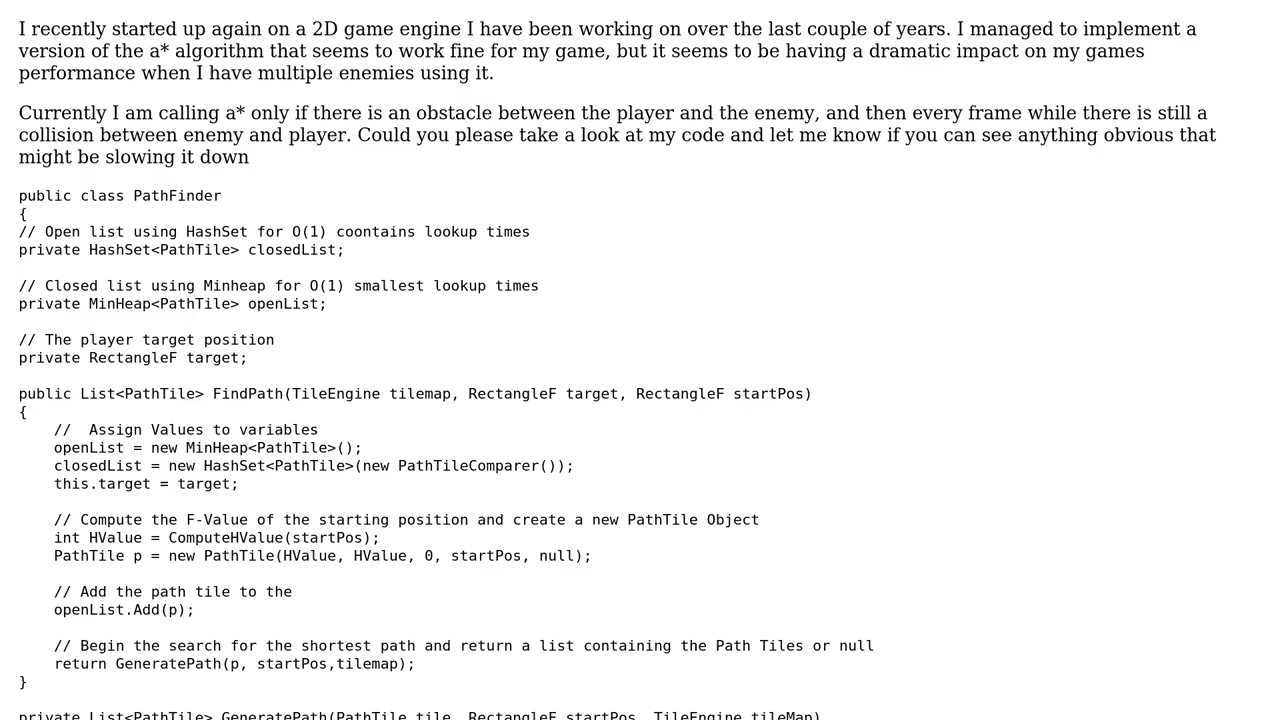 I recently started up again on a 2D game engine I have been working on over the last couple of years. I managed to implement a
version of the a* algorithm that seems to work fine for my game, but it seems to be having a dramatic impact on my games
performance when I have multiple enemies using it.
Currently I am calling a* only if there is an obstacle between the player and the enemy, and then every frame while there is still a
collision between enemy and player. Could you please take a look at my code and let me know if you can see anything obvious that
might be slowing it down
public class PathFinder
{
// Open list using HashSet for O(1) coontains lookup times
private HashSet<PathTile> closedList;
// Closed list using Minheap for O(1) smallest lookup times
private MinHeap<PathTile> openList;
// The player target position
private RectangleF target;
public List<PathTile> FindPath(TileEngine tilemap, RectangleF target, RectangleF startPos)
{
    //  Assign Values to variables
    openList = new MinHeap<PathTile>();
    closedList = new HashSet<PathTile>(new PathTileComparer());
    this.target = target;
    // Compute the F-Value of the starting position and create a new PathTile Object
    int HValue = ComputeHValue(startPos);
    PathTile p = new PathTile(HValue, HValue, 0, startPos, null);
    // Add the path tile to the
    openList.Add(p);
    // Begin the search for the shortest path and return a list containing the Path Tiles or null
    return GeneratePath(p, startPos,tilemap);
}
private List<PathTile> GeneratePath(PathTile tile, RectangleF startPos, TileEngine tileMap)